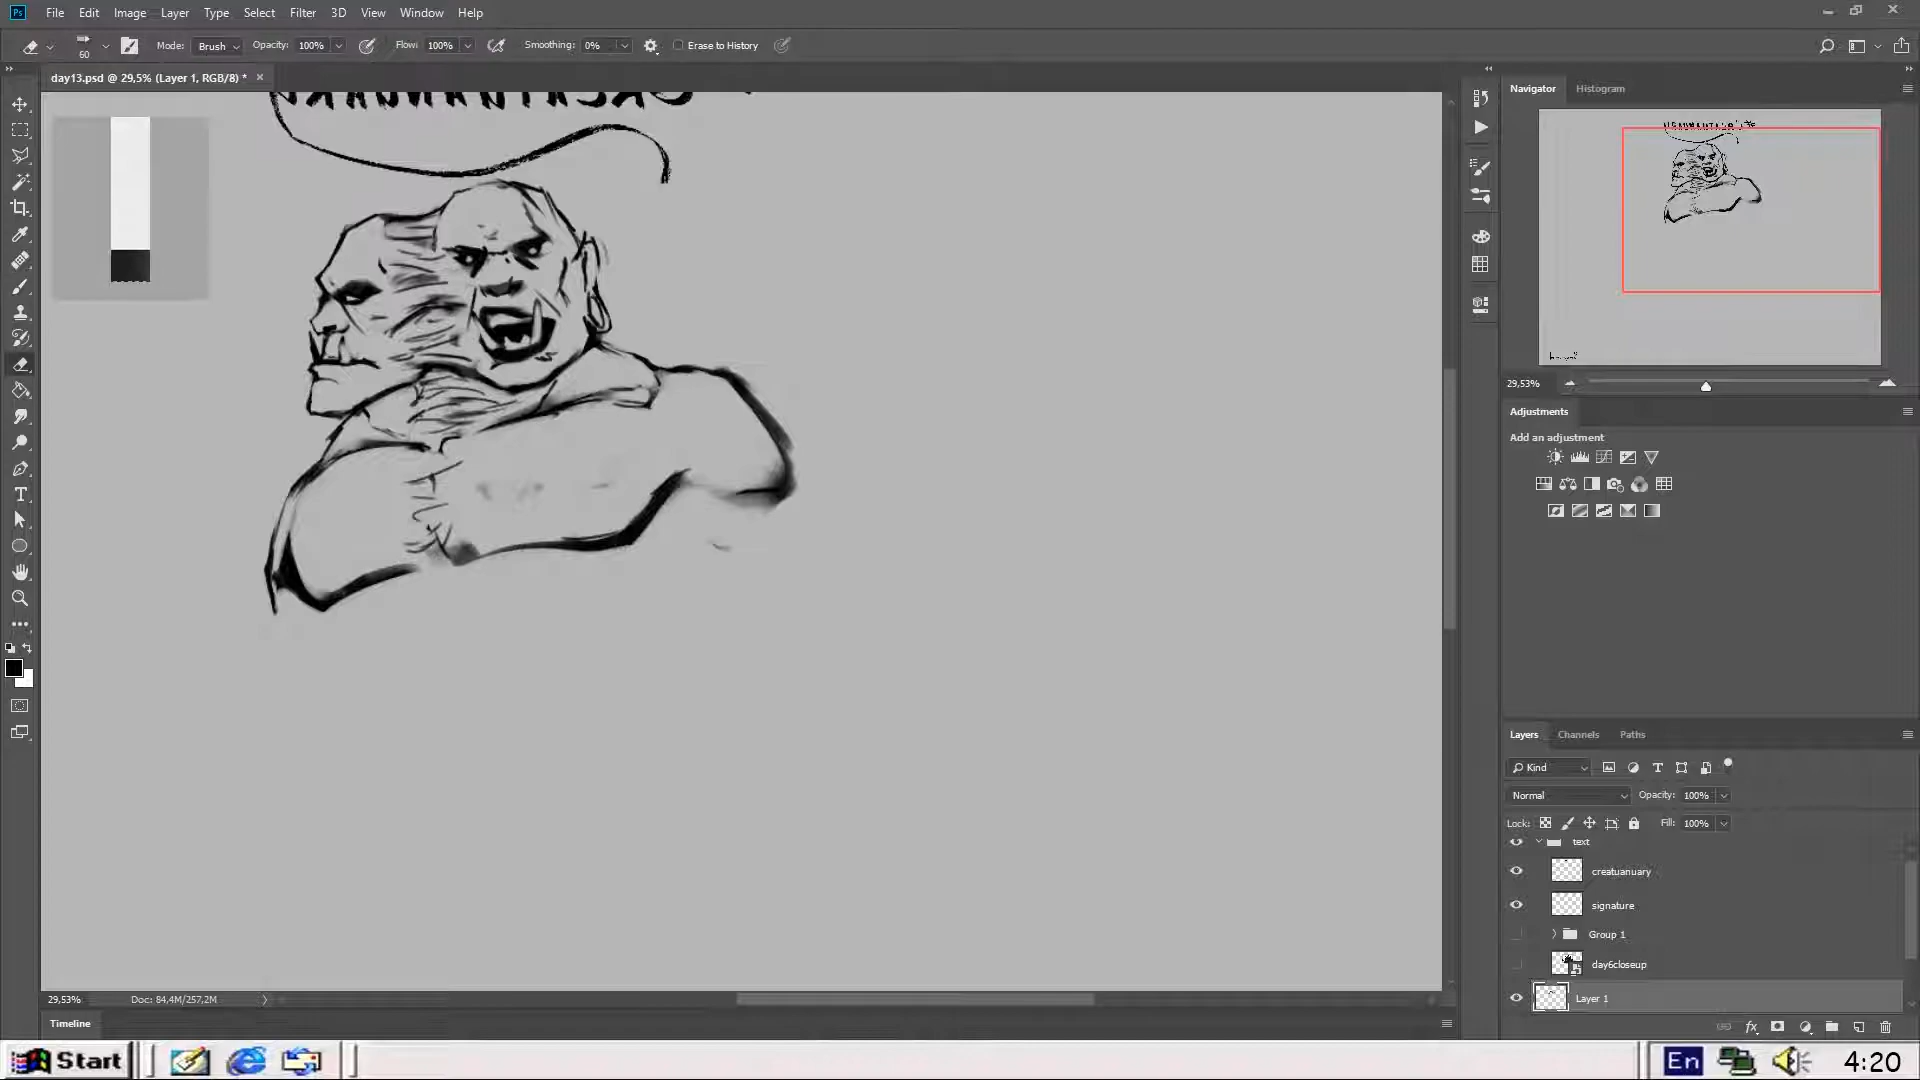 Ps File Edit Image Layer Type Select Filter 3D View Window Help
60 Mode: Brush Opacity: 100% Flow: 100% Smoothing: 0% Erase to History
day13.psd @ 29,5% (Layer 1, RGB/8) *
Navigator Histogram
29,53%
Adjustments
Add an adjustment
Layers Channels Paths
Kind
Normal Opacity: 100%
Lock: Fill: 100%
text
creatuanuary
signature
Group 1
day6closeup
Layer 1
29,53% Doc: 84,4M/257,2M
Timeline
Start En 4:20